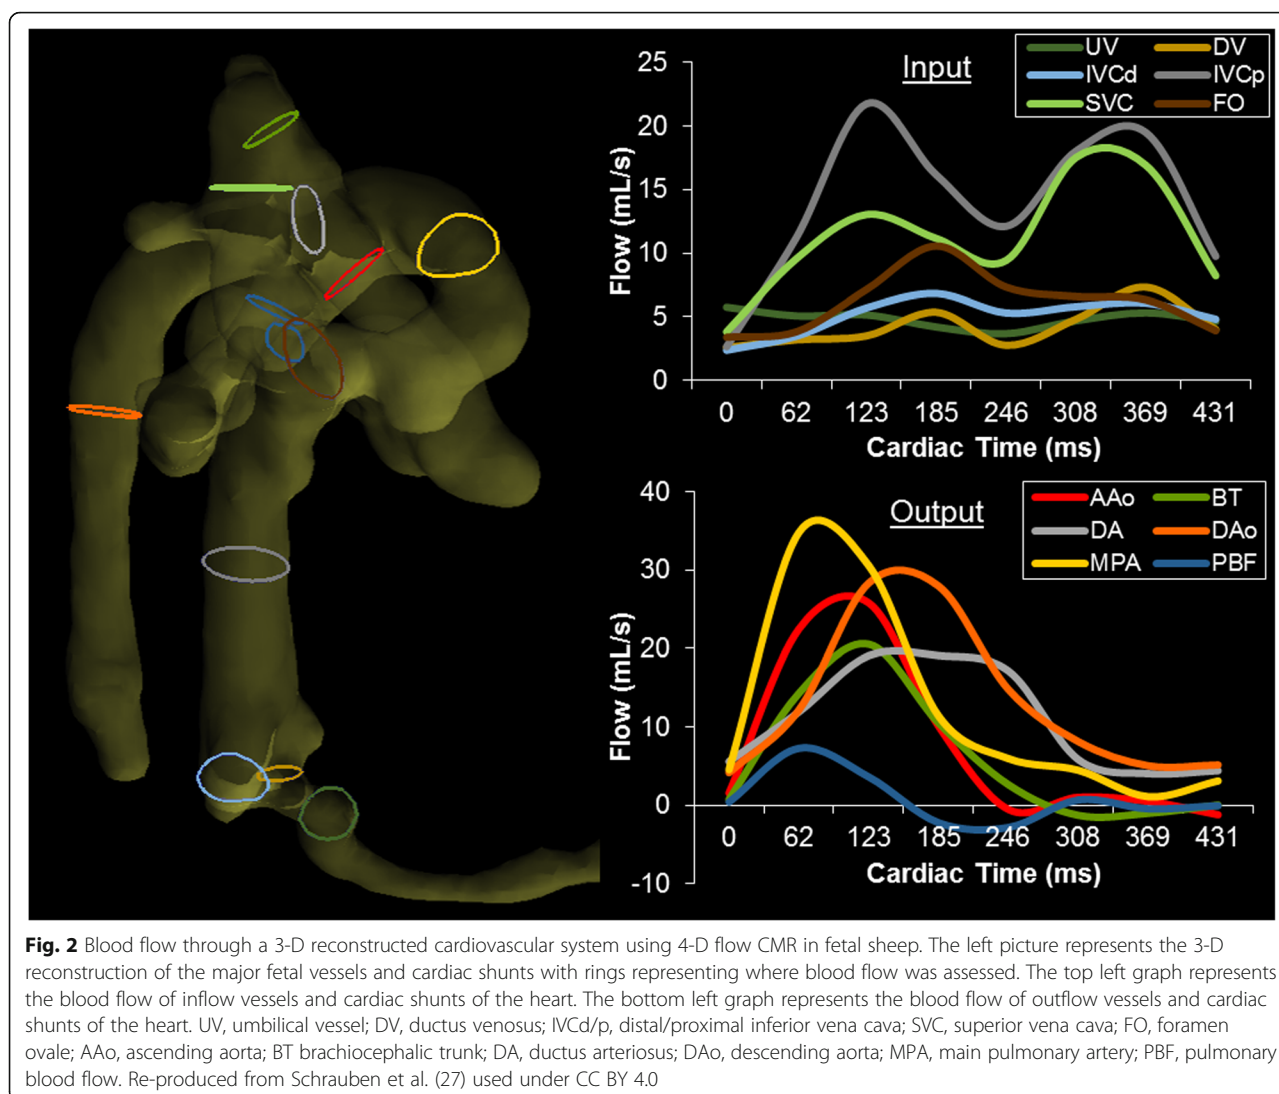 Input
UV DV
IVCd IVCp
SVC FO
Flow (mL/s)
25
20
15
10
5
0
0 62 123 185 246 308 369 431
Cardiac Time (ms)
Output
AAo BT
DA DAo
MPA PBF
Flow (mL/s)
40
30
20
10
0
-10
0 62 123 185 246 308 369 431
Cardiac Time (ms)
Fig. 2 Blood flow through a 3-D reconstructed cardiovascular system using 4-D flow CMR in fetal sheep. The left picture represents the 3-D
reconstruction of the major fetal vessels and cardiac shunts with rings representing where blood flow was assessed. The top left graph represents
the blood flow of inflow vessels and cardiac shunts of the heart. The bottom left graph represents the blood flow of outflow vessels and cardiac
shunts of the heart. UV, umbilical vessel; DV, ductus venosus; IVCd/p, distal/proximal inferior vena cava; SVC, superior vena cava; FO, foramen
ovale; AAo, ascending aorta; BT brachiocephalic trunk; DA, ductus arteriosus; DAo, descending aorta; MPA, main pulmonary artery; PBF, pulmonary
blood flow. Re-produced from Schrauben et al. (27) used under CC BY 4.0